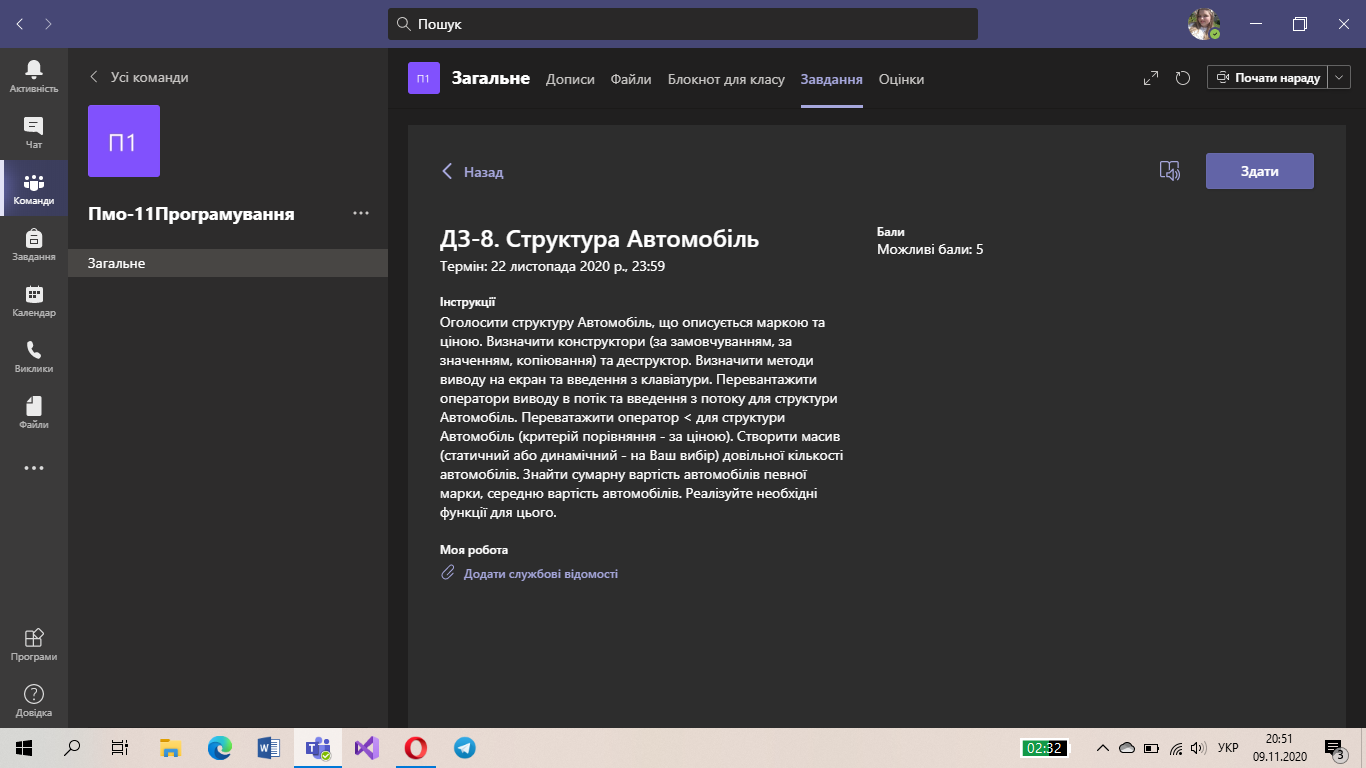 Пошук
Активність
Чат
Команди
Завдання
Календар
Виклики
Файли
Програми
Довідка
Усі команди
П1
Пмо-11Програмування
Загальне
П1
Загальне
Дописи
Файли
Блокнот для класу
Завдання
Оцінки
Почати нараду
Назад
Здати
ДЗ-8. Структура Автомобіль
Термін: 22 листопада 2020 р., 23:59
Бали
Можливі бали: 5
Інструкції
Оголосити структуру Автомобіль, що описується маркою та
ціною. Визначити конструктори (за замовчуванням, за
значенням, копіювання) та деструктор. Визначити методи
виводу на екран та введення з клавіатури. Перевантажити
оператори виводу в потік та введення з потоку для структури
Автомобіль. Переватажити оператор < для структури
Автомобіль (критерій порівняння - за ціною). Створити масив
(статичний або динамічний - на Ваш вибір) довільної кількості
автомобілів. Знайти сумарну вартість автомобілів певної
марки, середню вартість автомобілів. Реалізуйте необхідні
функції для цього.
Моя робота
Додати службові відомості
02:32
УКР
20:51
09.11.2020
3